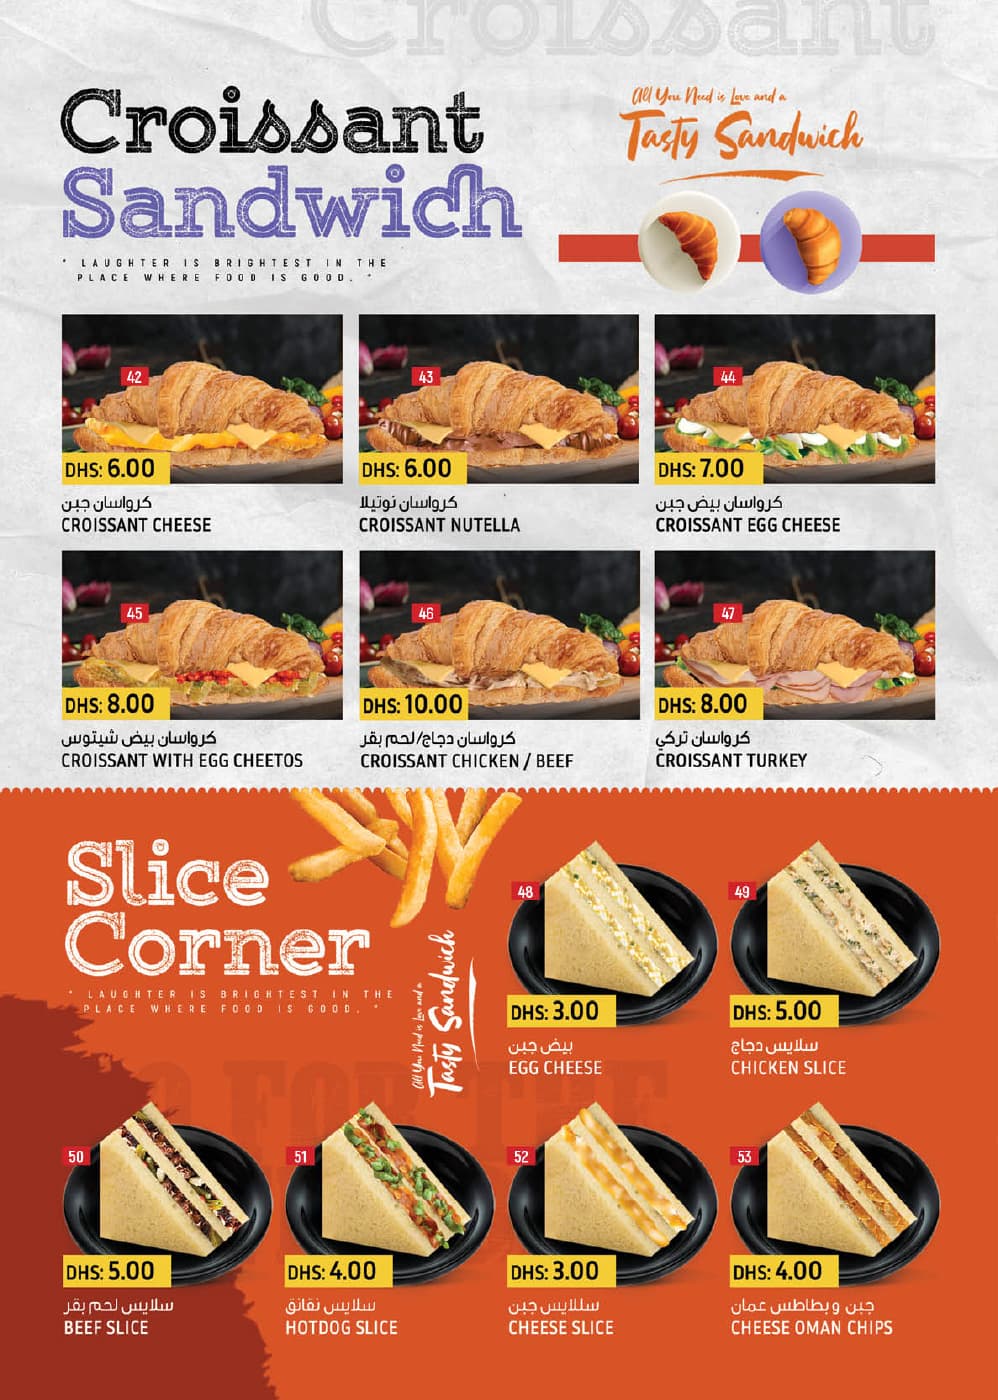 Croissant
Croissant
Sandwich
" LAUGHTER IS BRIGHTEST IN THE
PLACE WHERE FOOD IS GOOD. "
All You Need is Love and a
Tasty Sandwich
42
DHS: 6.00
كرواسان جبن
CROISSANT CHEESE
43
DHS: 6.00
كرواسان نوتيلا
CROISSANT NUTELLA
44
DHS: 7.00
كرواسان بيض جبن
CROISSANT EGG CHEESE
45
DHS: 8.00
كرواسان بيض شيتوس
CROISSANT WITH EGG CHEETOS
46
DHS: 10.00
كرواسان دجاج/لحم بقر
CROISSANT CHICKEN / BEEF
47
DHS: 8.00
كرواسان تركي
CROISSANT TURKEY
Slice
Corner
" LAUGHTER IS BRIGHTEST IN THE
PLACE WHERE FOOD IS GOOD. "
All You Need is Love and a
Tasty Sandwich
48
DHS: 3.00
بيض جبن
EGG CHEESE
49
DHS: 5.00
سلايس دجاج
CHICKEN SLICE
FOR THE
50
DHS: 5.00
سلايس لحم بقر
BEEF SLICE
51
DHS: 4.00
سلايس نقانق
HOTDOG SLICE
52
DHS: 3.00
سللايس جبن
CHEESE SLICE
53
DHS: 4.00
جبن وبطاطس عمان
CHEESE OMAN CHIPS